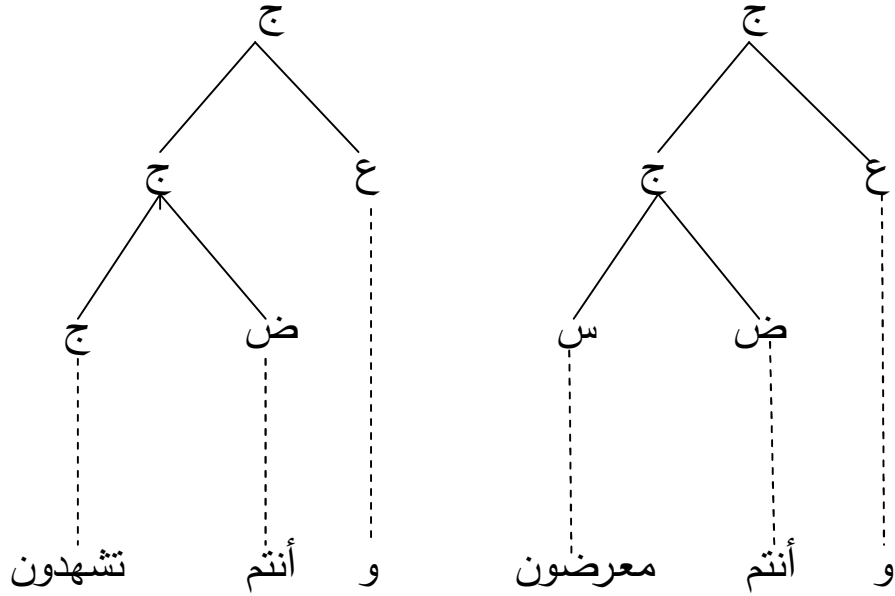 ج ج
ع ج ع ج
ض س ض ج
و أنتم معرضون و أنتم تشهدون